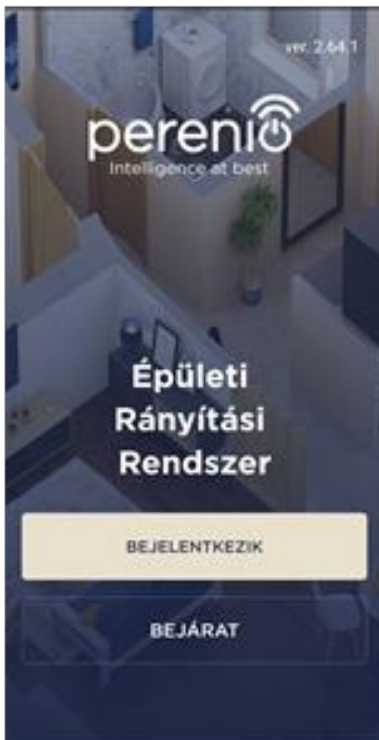 ver. 2.64.1
perenio
Intelligence at best
Épületi
Rányítási
Rendszer
BEJELENTKEZIK
BEJÁRAT